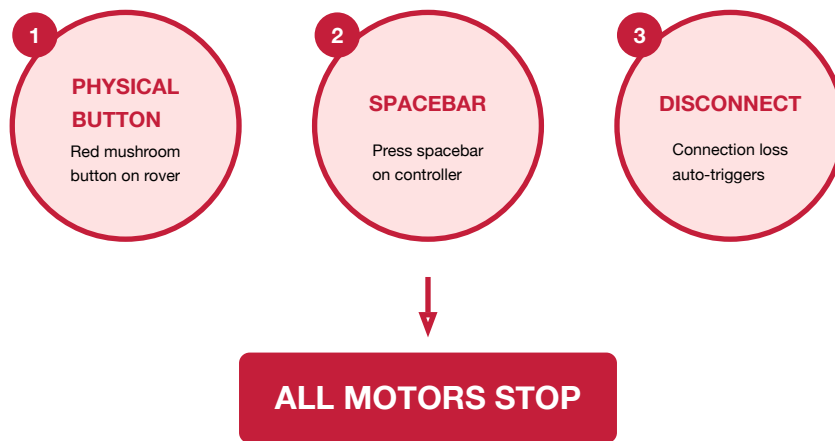 1
PHYSICAL
BUTTON
Red mushroom
button on rover
2
SPACEBAR
Press spacebar
on controller
3
DISCONNECT
Connection loss
auto-triggers
ALL MOTORS STOP